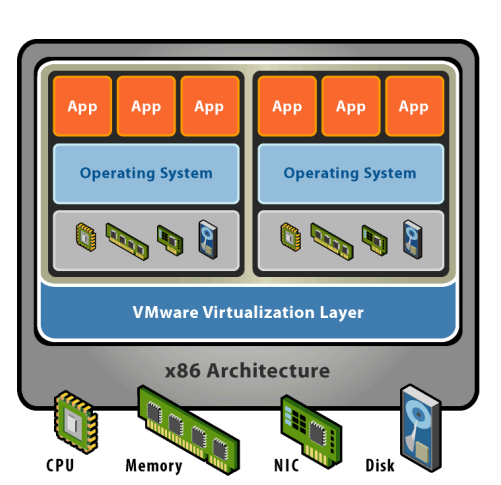 App App App App App App
Operating System Operating System
VMware Virtualization Layer
x86 Architecture
CPU Memory NIC Disk